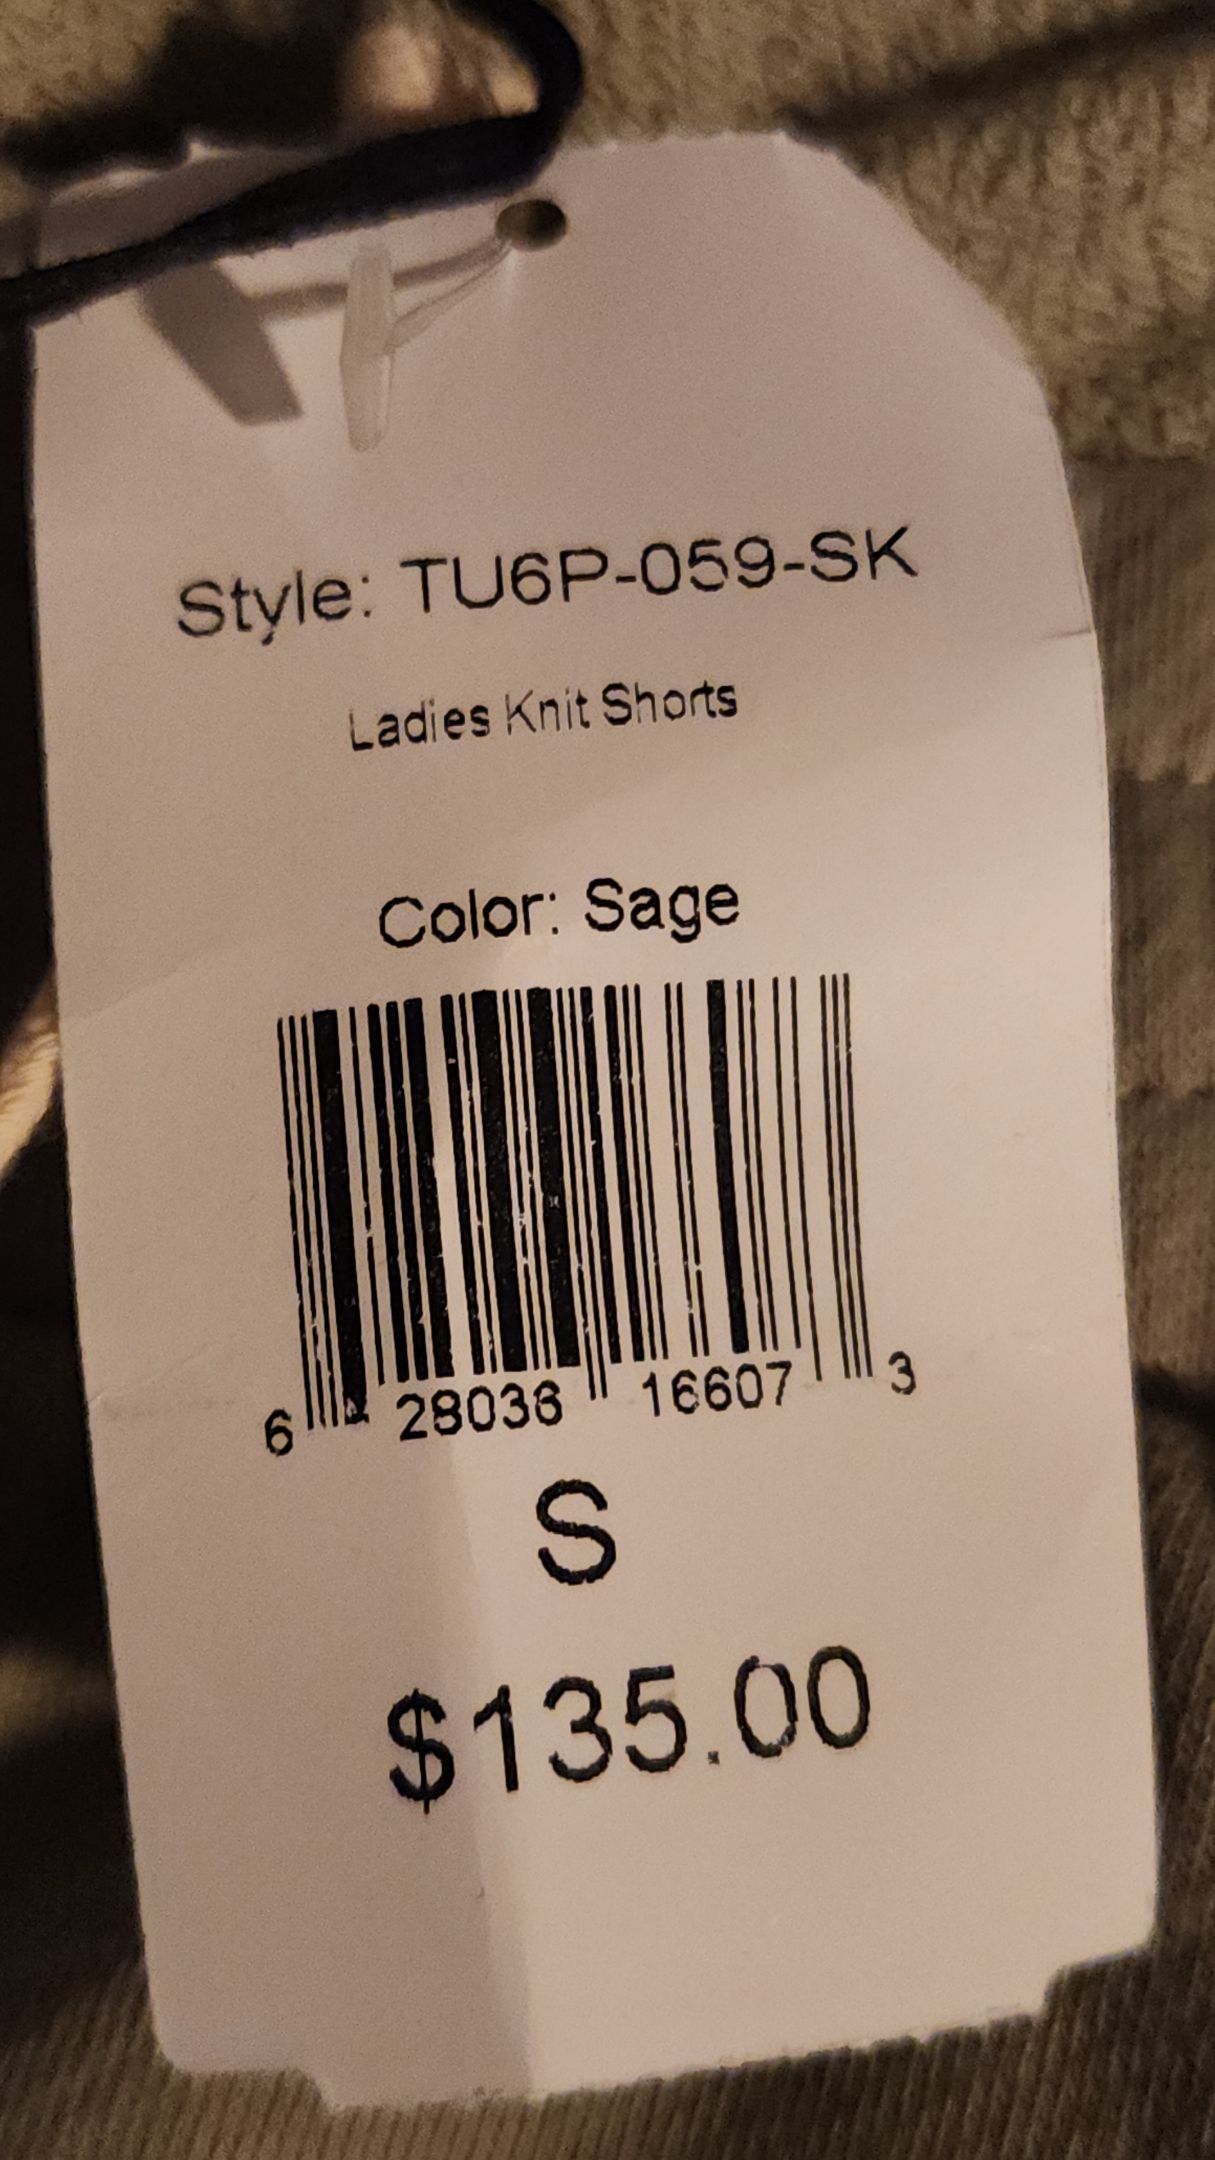 Style: TU6P-059-SK
Ladies Knit Shorts
Color: Sage
6 28036 16607 3
S
$135.00